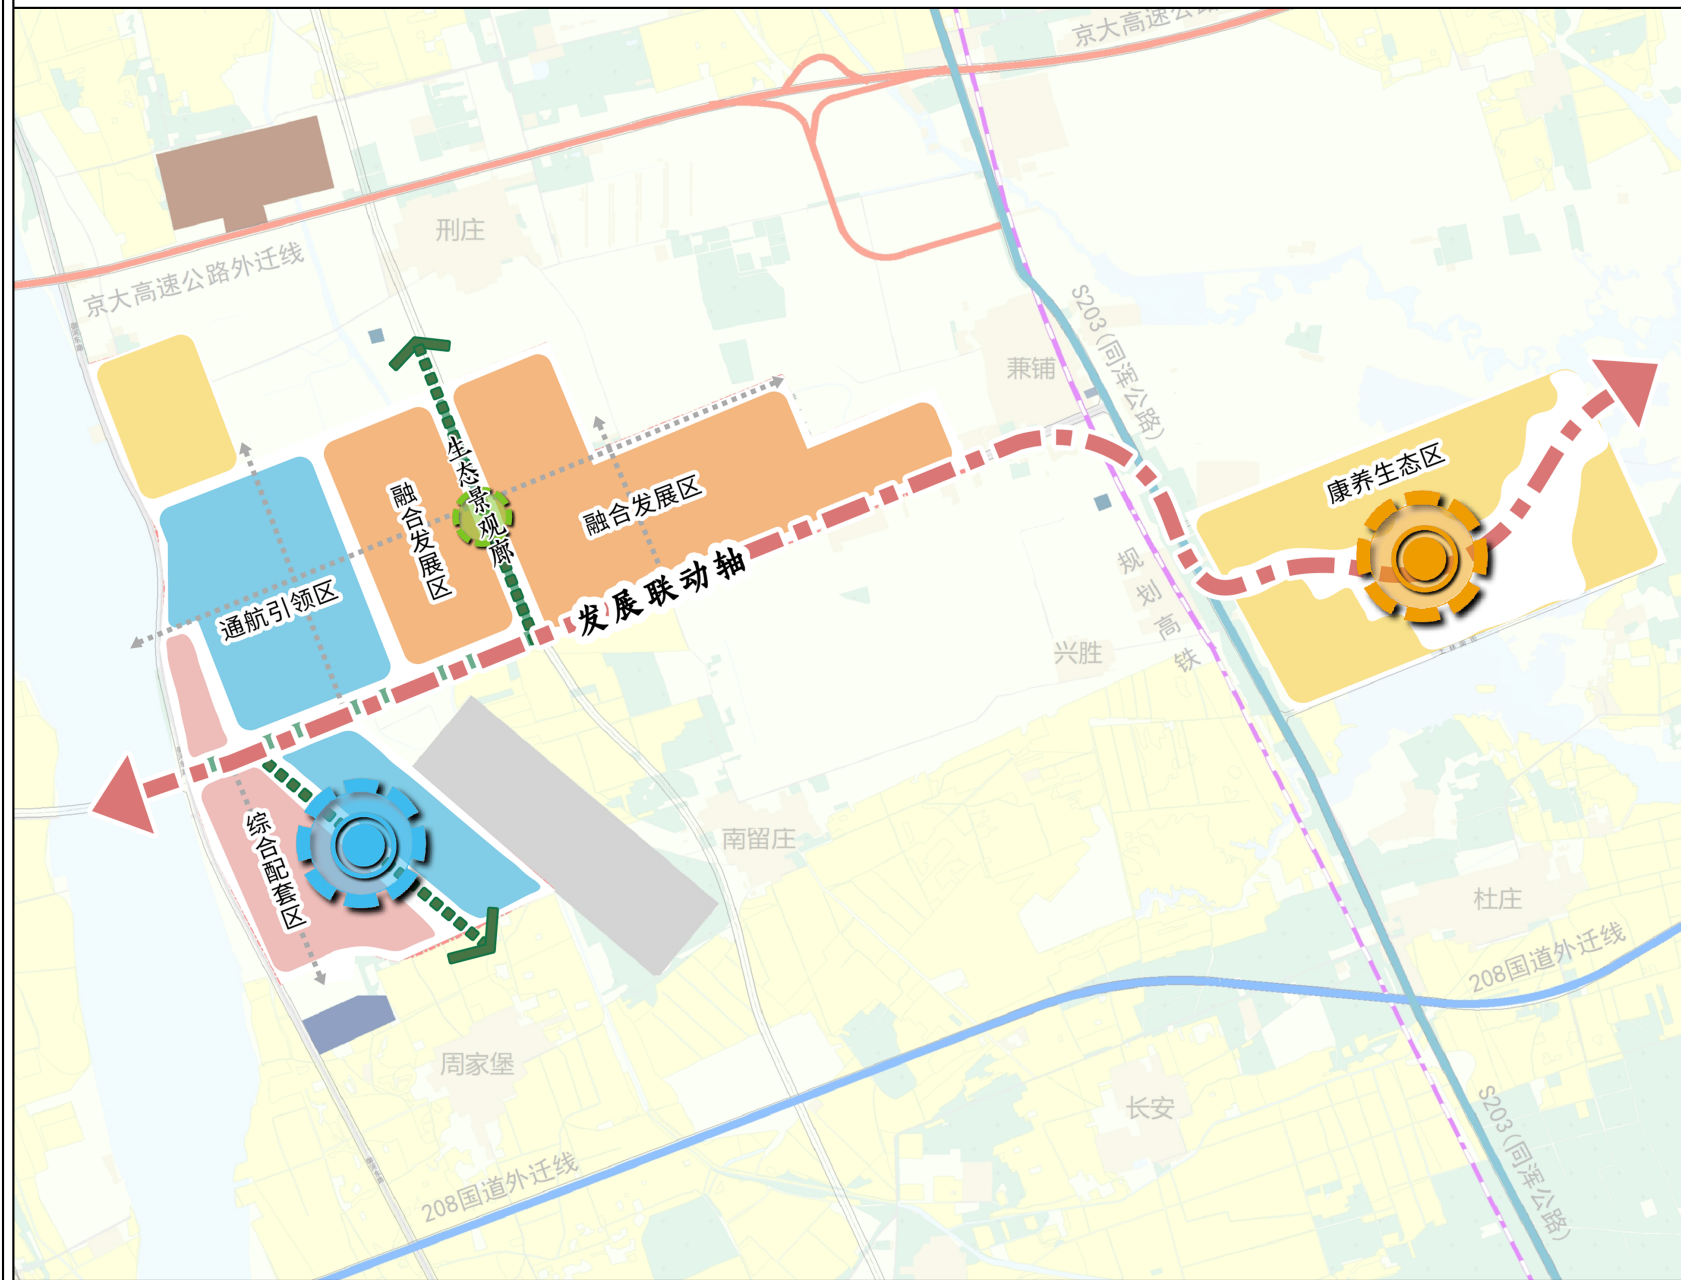 京大高速公路
刑庄
京大高速公路外迁线
S203(同浑公路)
兼铺
生态景观廊
康养生态区
融合发展区
融合发展区
规划高铁
通航引领区
发展联动轴
兴胜
综合配套区
南留庄
杜庄
208国道外迁线
周家堡
长安
S203(同浑公路)
208国道外迁线